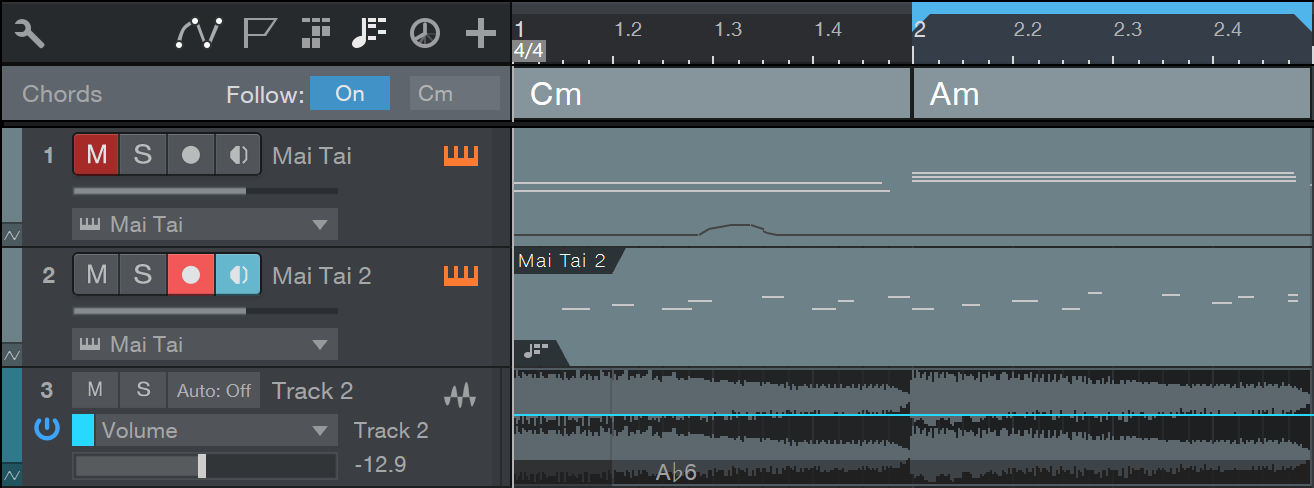 1 1.2 1.3 1.4 2 2.2 2.3 2.4
4/4
Chords Follow: On Cm Cm Am
1 M S Mai Tai
Mai Tai
2 M S Mai Tai 2
Mai Tai
Mai Tai 2
3 M S Auto: Off Track 2
Volume Track 2
-12.9
A♭6